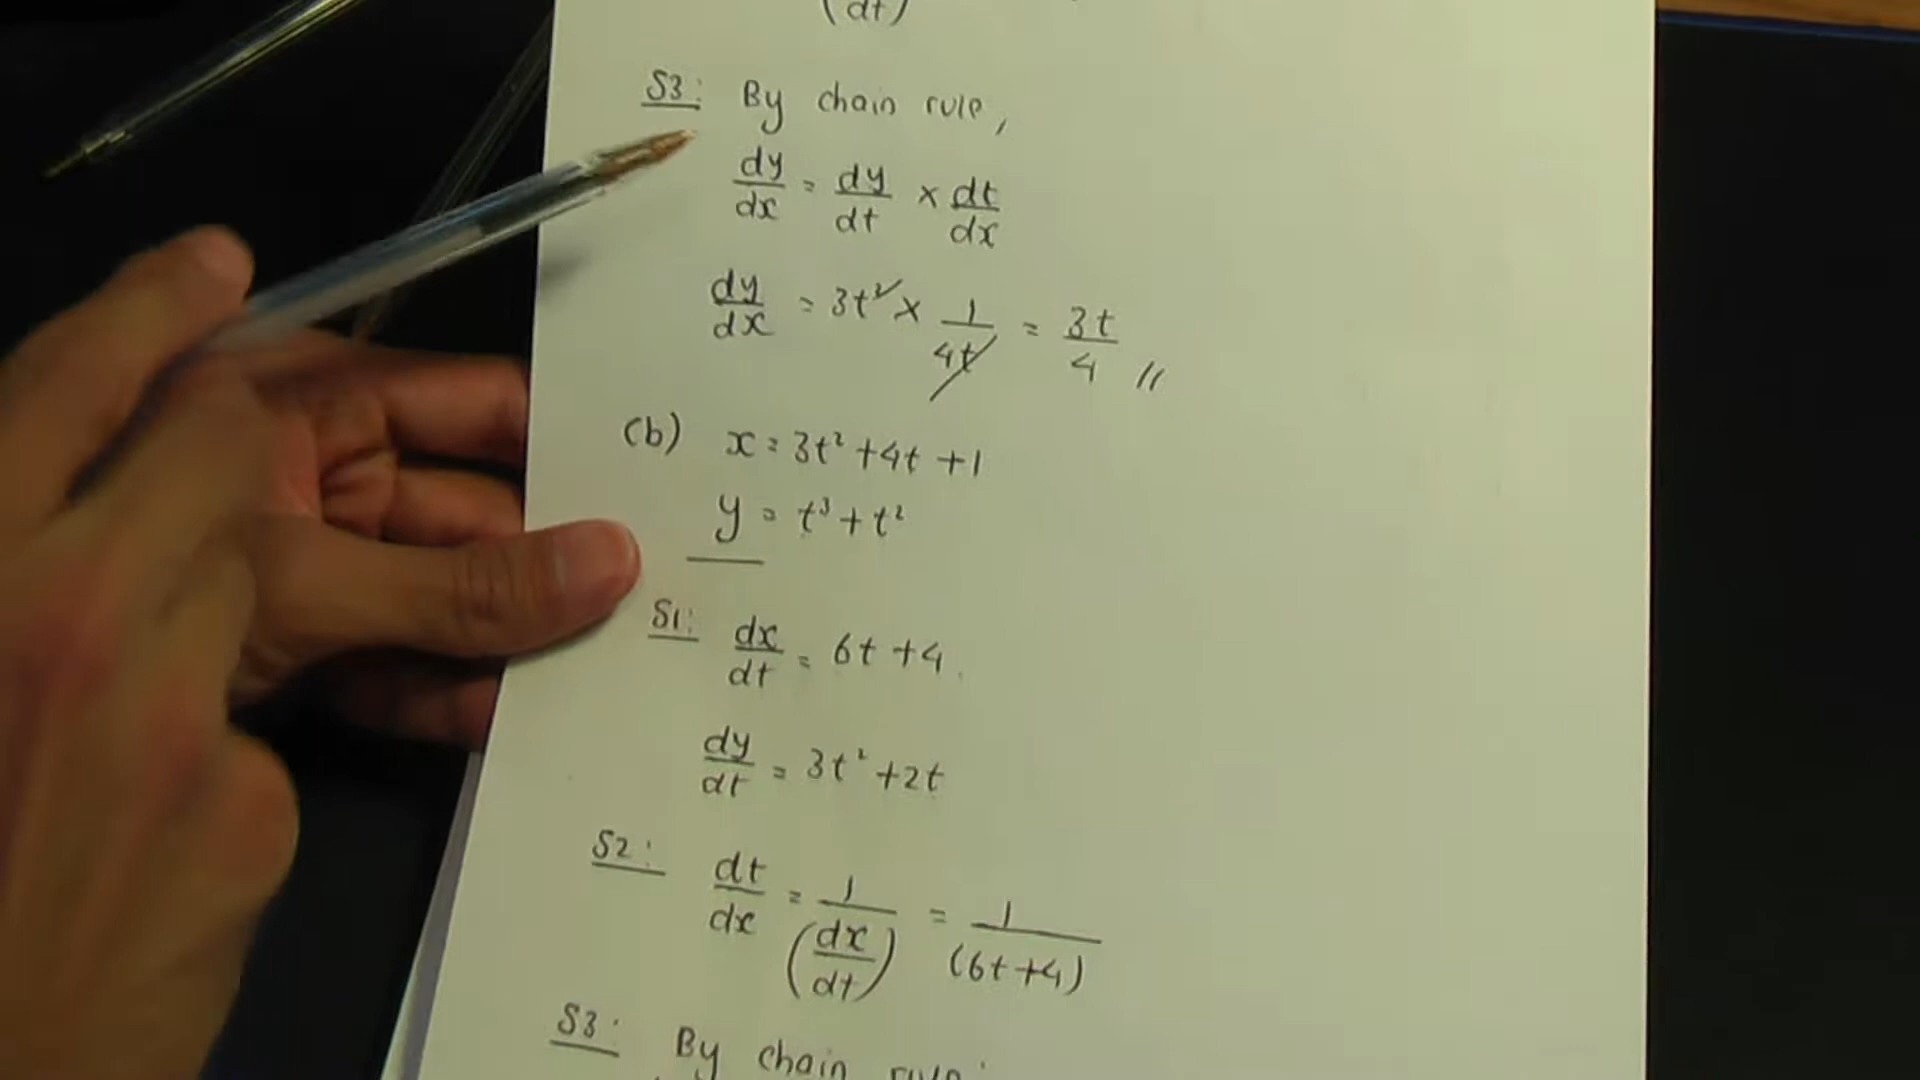 (dt)
S3: By chain rule,
dy/dx = dy/dt × dt/dx
dy/dx = 3t² × 1/4t = 3t/4 //
(b) x = 3t² + 4t + 1
y = t³ + t²
S1: dx/dt = 6t + 4
dy/dt = 3t² + 2t
S2: dt/dx = 1/(dx/dt) = 1/(6t+4)
S3: By chain rule: